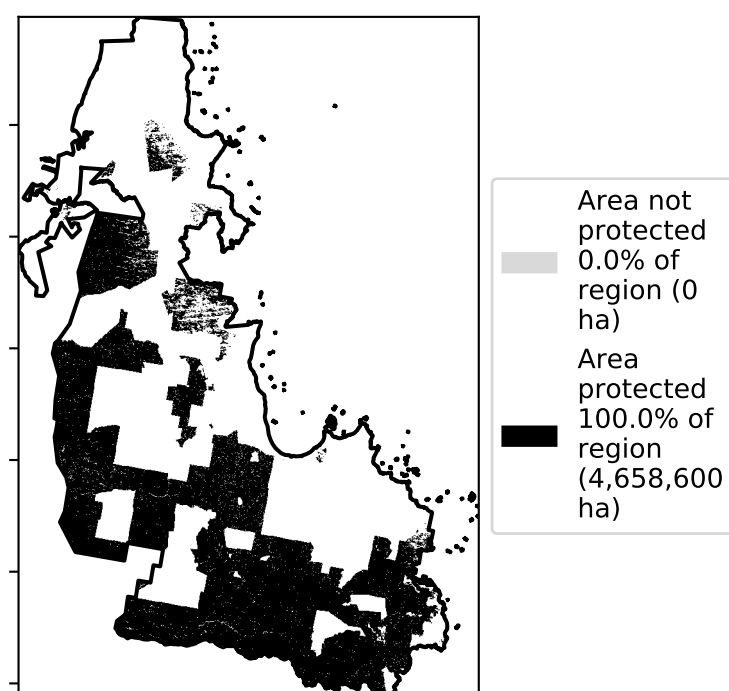 Area not
protected
0.0% of
region (0
ha)
Area
protected
100.0% of
region
(4,658,600
ha)